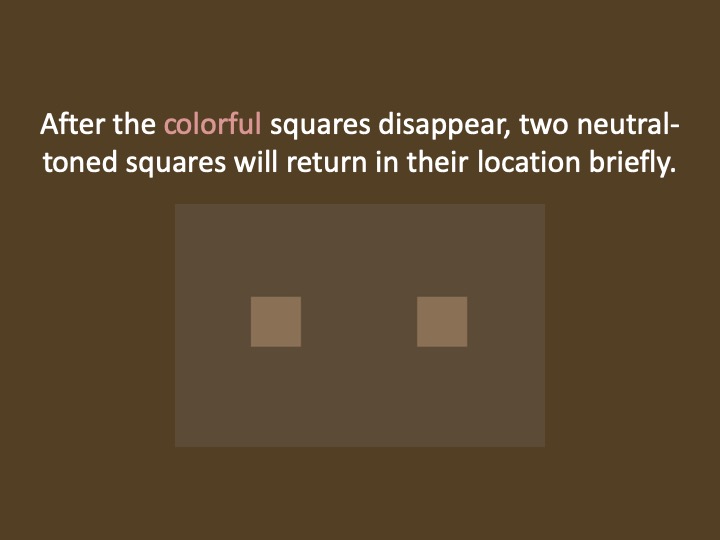 After the colorful squares disappear, two neutral-
toned squares will return in their location briefly.